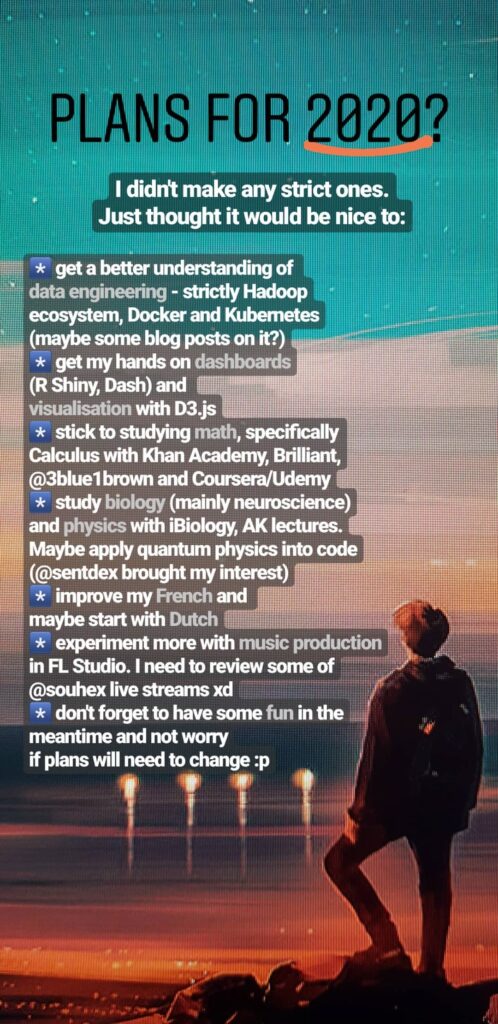 PLANS FOR 2020?
I didn't make any strict ones.
Just thought it would be nice to:
*️⃣ get a better understanding of
data engineering - strictly Hadoop
ecosystem, Docker and Kubernetes
(maybe some blog posts on it?)
*️⃣ get my hands on dashboards
(R Shiny, Dash) and
visualisation with D3.js
*️⃣ stick to studying math, specifically
Calculus with Khan Academy, Brilliant,
@3blue1brown and Coursera/Udemy
*️⃣ study biology (mainly neuroscience)
and physics with iBiology, AK lectures.
Maybe apply quantum physics into code
(@sentdex brought my interest)
*️⃣ improve my French and
maybe start with Dutch
*️⃣ experiment more with music production
in FL Studio. I need to review some of
@souhex live streams xd
*️⃣ don't forget to have some fun in the
meantime and not worry
if plans will need to change :p